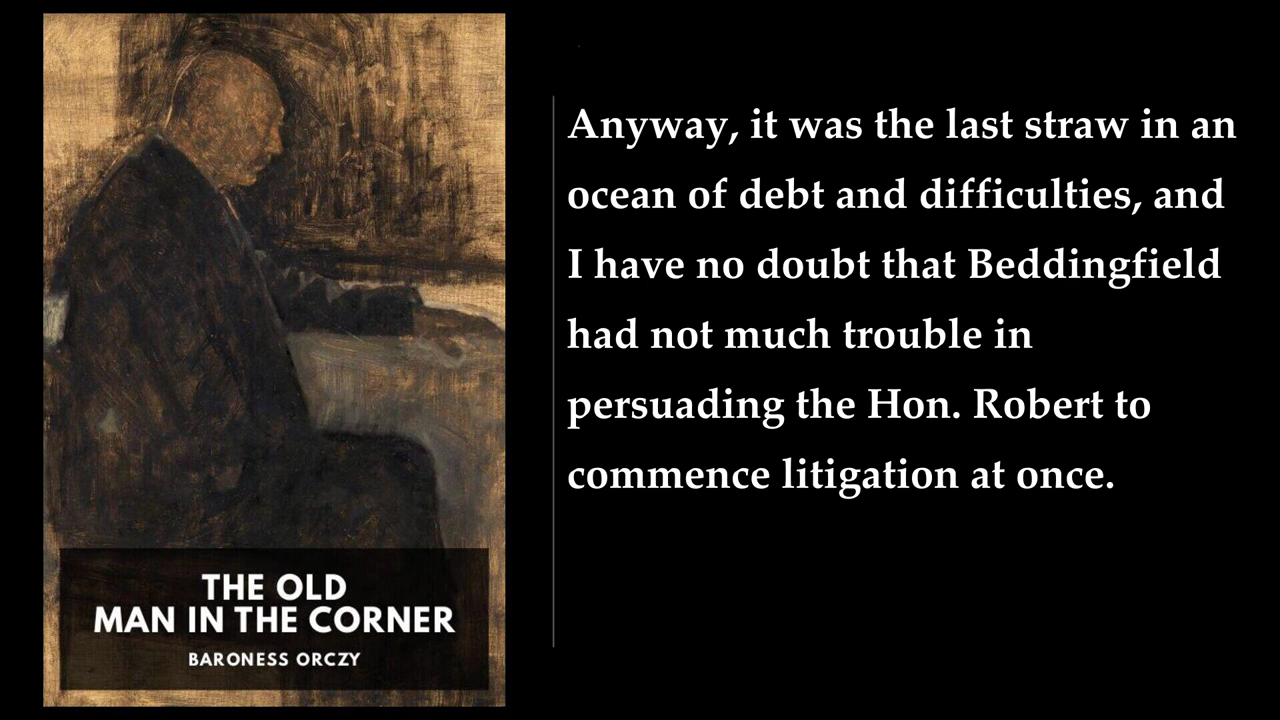 THE OLD
MAN IN THE CORNER
BARONESS ORCZY
Anyway, it was the last straw in an
ocean of debt and difficulties, and
I have no doubt that Beddingfield
had not much trouble in
persuading the Hon. Robert to
commence litigation at once.